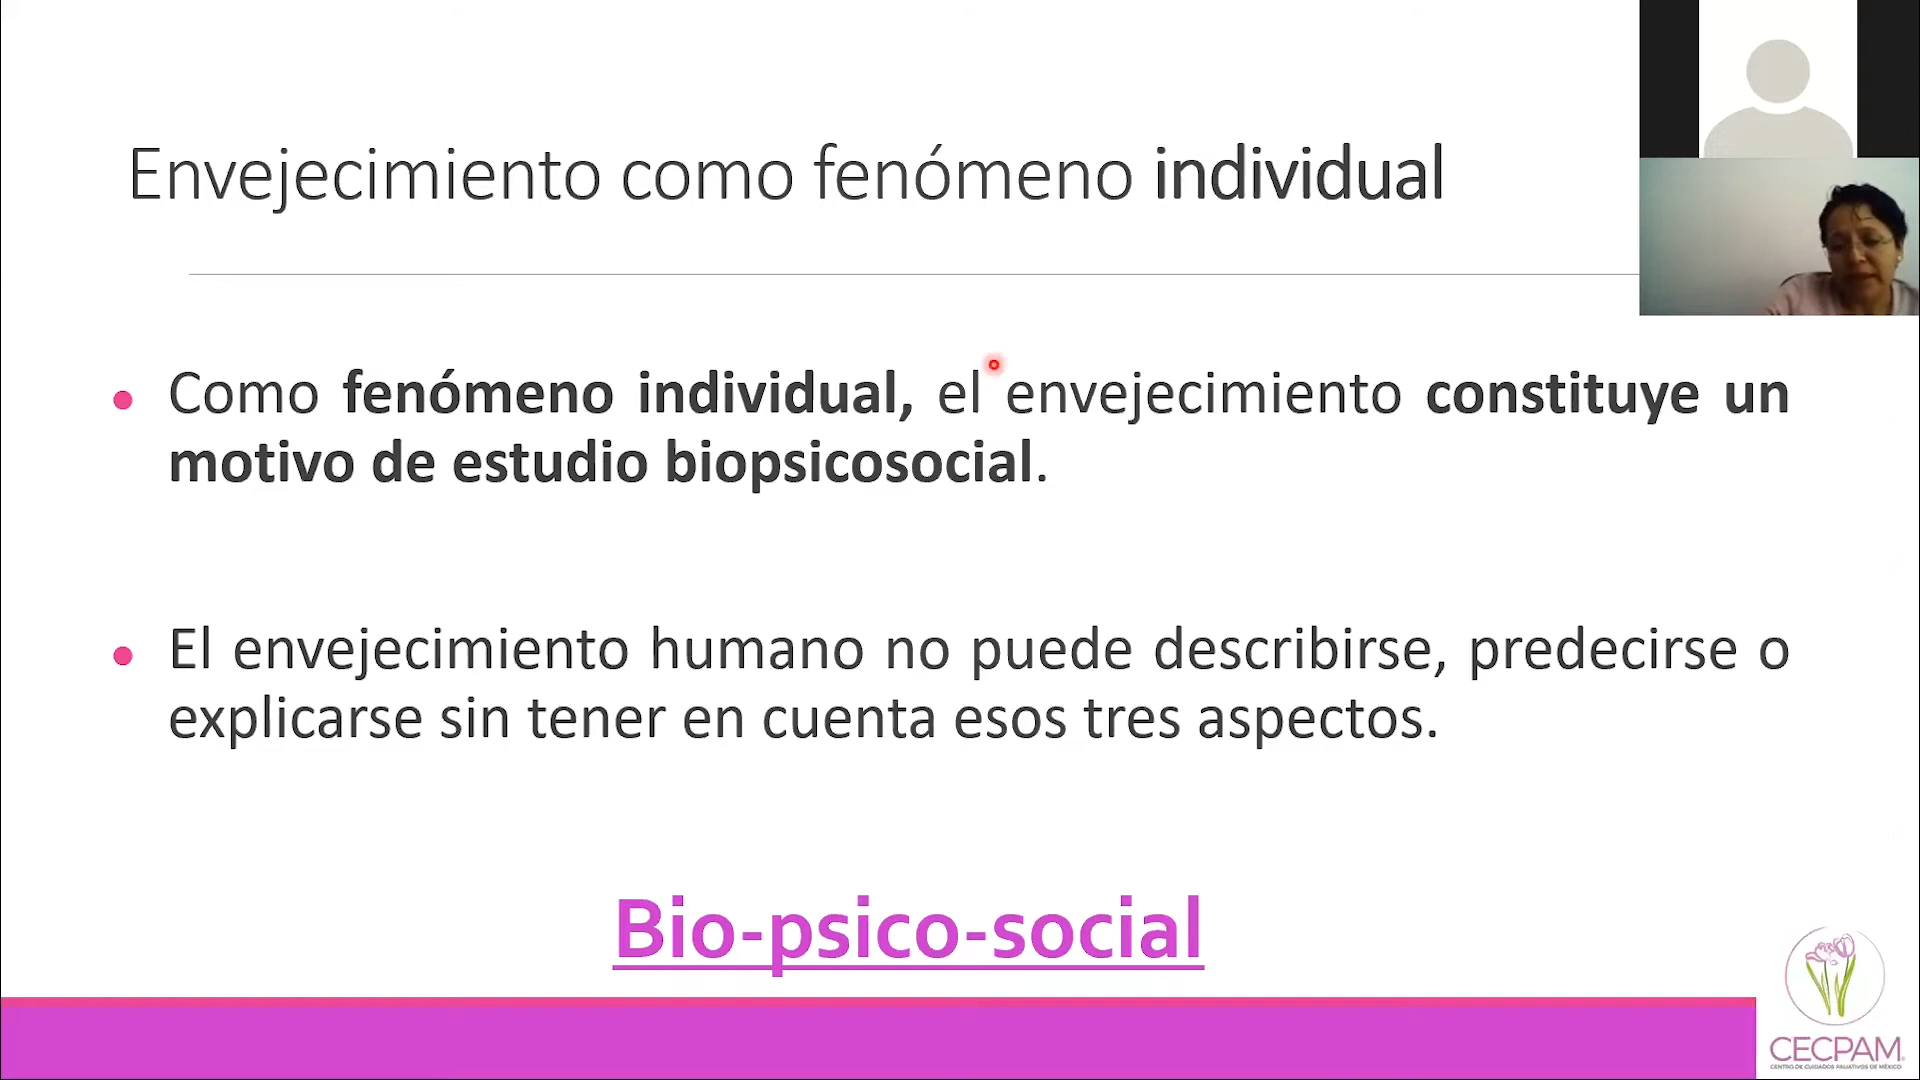 Envejecimiento como fenómeno individual
Como fenómeno individual, el envejecimiento constituye un
motivo de estudio biopsicosocial.
El envejecimiento humano no puede describirse, predecirse o
explicarse sin tener en cuenta esos tres aspectos.
Bio-psico-social
CECPAM
CENTRO DE CUIDADOS PALIATIVOS DE MÉXICO